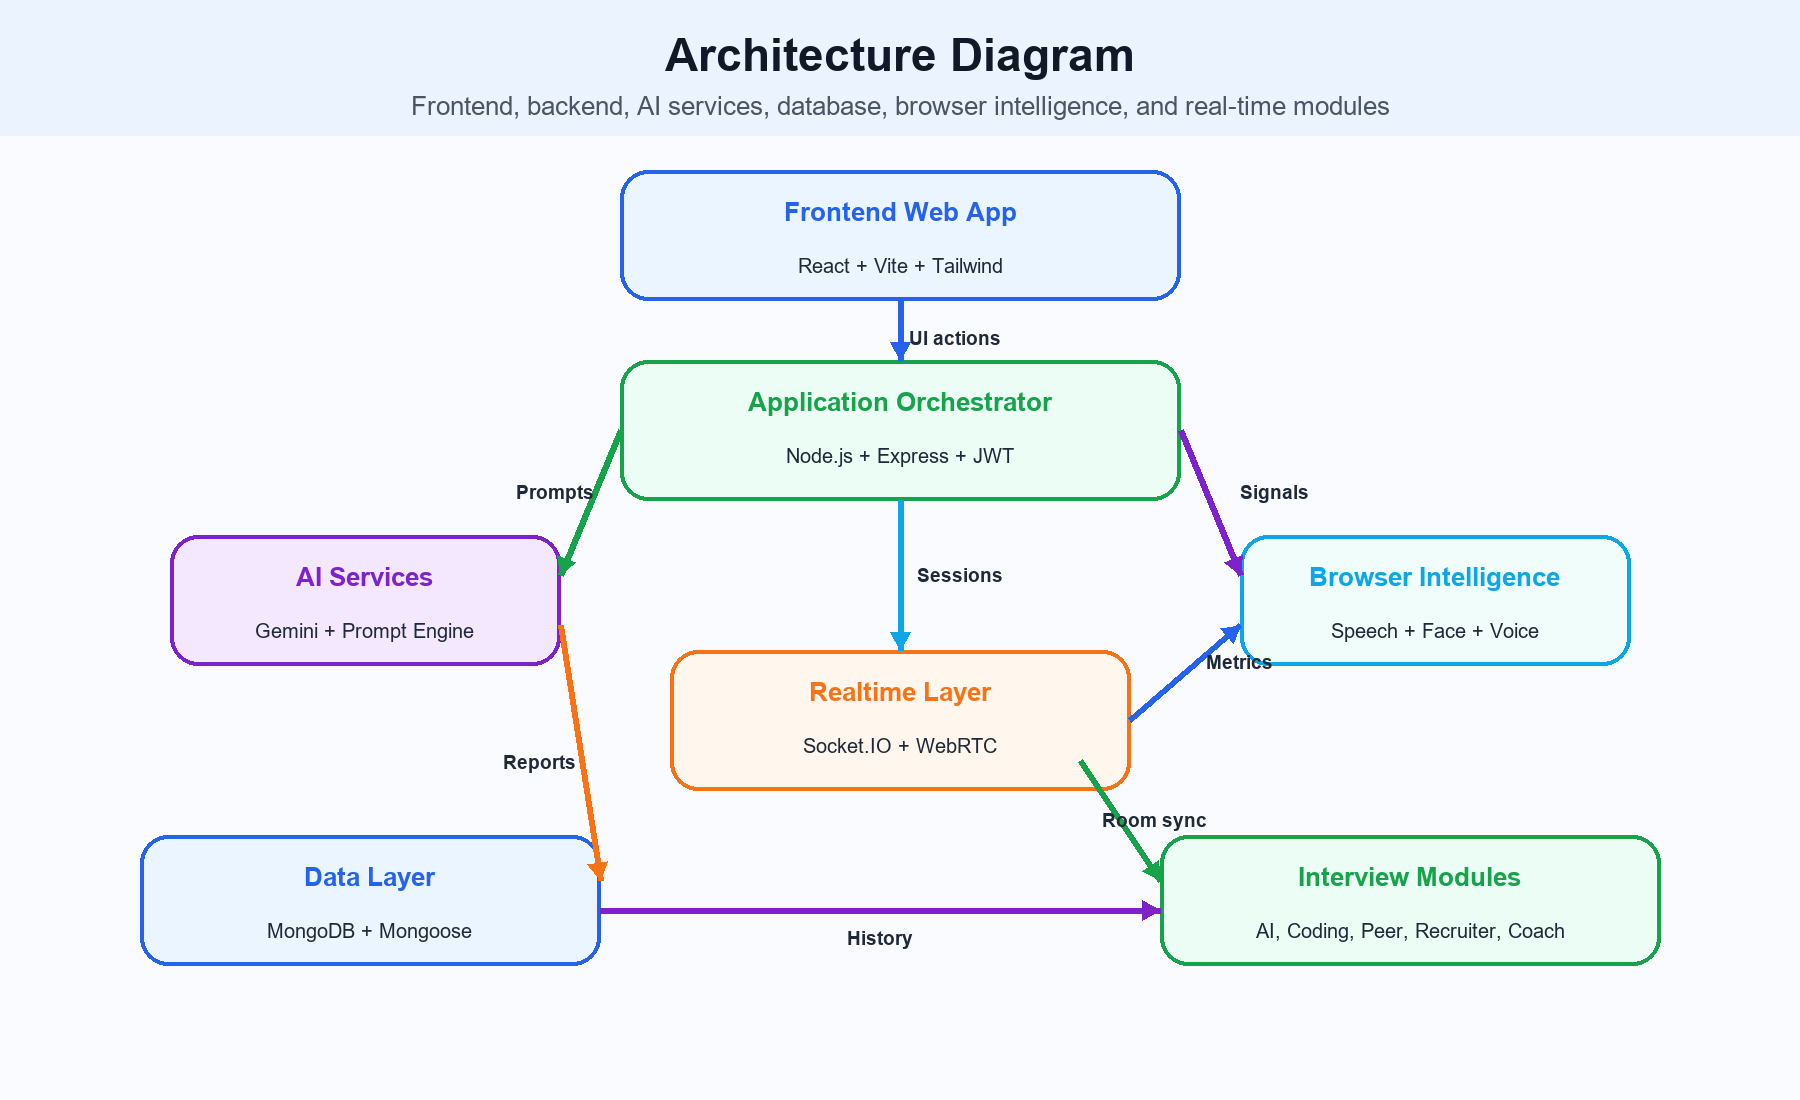 Architecture Diagram
Frontend, backend, AI services, database, browser intelligence, and real-time modules
Frontend Web App
React + Vite + Tailwind
UI actions
Application Orchestrator
Node.js + Express + JWT
Prompts
Signals
AI Services
Gemini + Prompt Engine
Sessions
Browser Intelligence
Speech + Face + Voice
Metrics
Realtime Layer
Socket.IO + WebRTC
Reports
Room sync
Data Layer
MongoDB + Mongoose
History
Interview Modules
AI, Coding, Peer, Recruiter, Coach